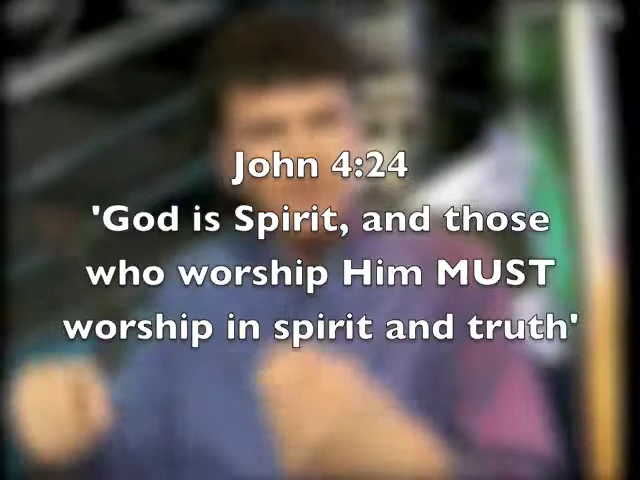 John 4:24
'God is Spirit, and those
who worship Him MUST
worship in spirit and truth'